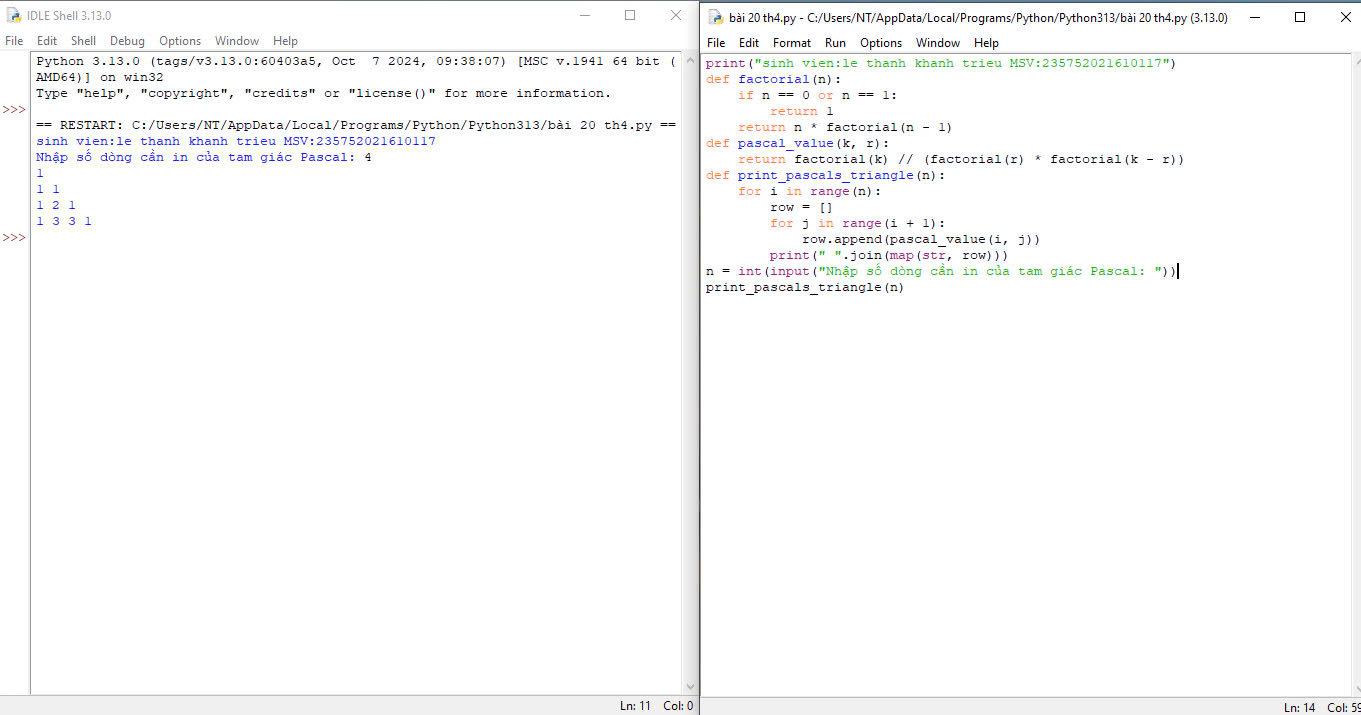 IDLE Shell 3.13.0
File Edit Shell Debug Options Window Help
Python 3.13.0 (tags/v3.13.0:60403a5, Oct  7 2024, 09:38:07) [MSC v.1941 64 bit (
AMD64)] on win32
Type "help", "copyright", "credits" or "license()" for more information.
>>>
== RESTART: C:/Users/NT/AppData/Local/Programs/Python/Python313/bài 20 th4.py ==
sinh vien:le thanh khanh trieu MSV:235752021610117
Nhập số dòng cần in của tam giác Pascal: 4
1
1 1
1 2 1
1 3 3 1
>>>
Ln: 11 Col: 0
bài 20 th4.py - C:/Users/NT/AppData/Local/Programs/Python/Python313/bài 20 th4.py (3.13.0)
File Edit Format Run Options Window Help
print("sinh vien:le thanh khanh trieu MSV:235752021610117")
def factorial(n):
    if n == 0 or n == 1:
        return 1
    return n * factorial(n - 1)
def pascal_value(k, r):
    return factorial(k) // (factorial(r) * factorial(k - r))
def print_pascals_triangle(n):
    for i in range(n):
        row = []
        for j in range(i + 1):
            row.append(pascal_value(i, j))
        print(" ".join(map(str, row)))
n = int(input("Nhập số dòng cần in của tam giác Pascal: "))
print_pascals_triangle(n)
Ln: 14 Col: 59